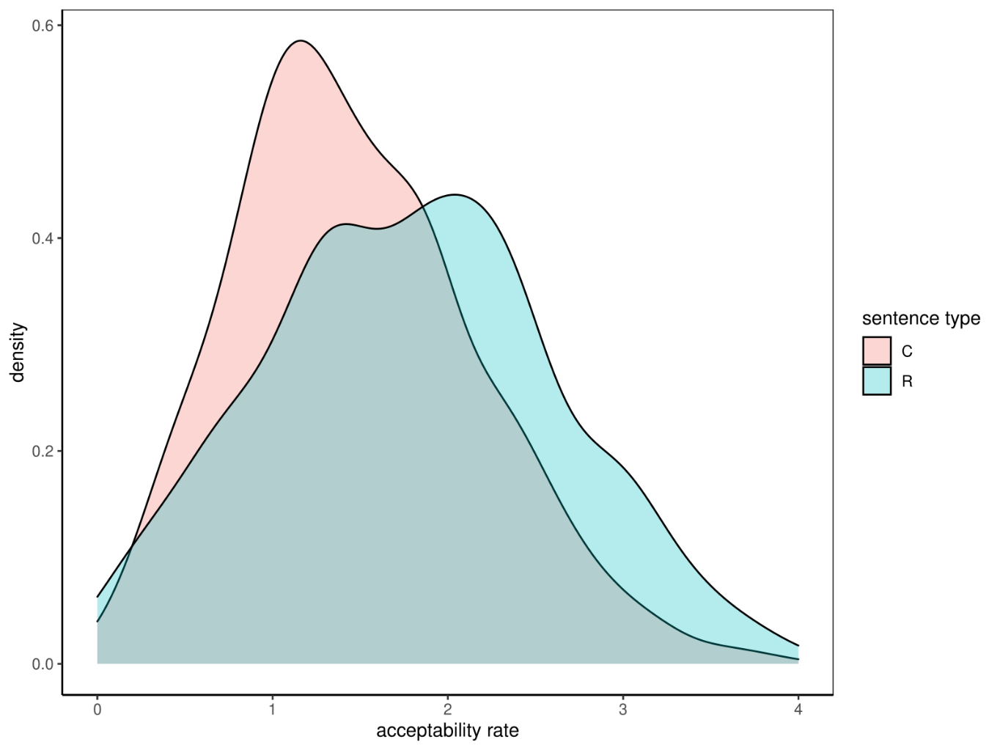 0.6
0.4
0.2
0.0
density
0 1 2 3 4
acceptability rate
sentence type
C
R